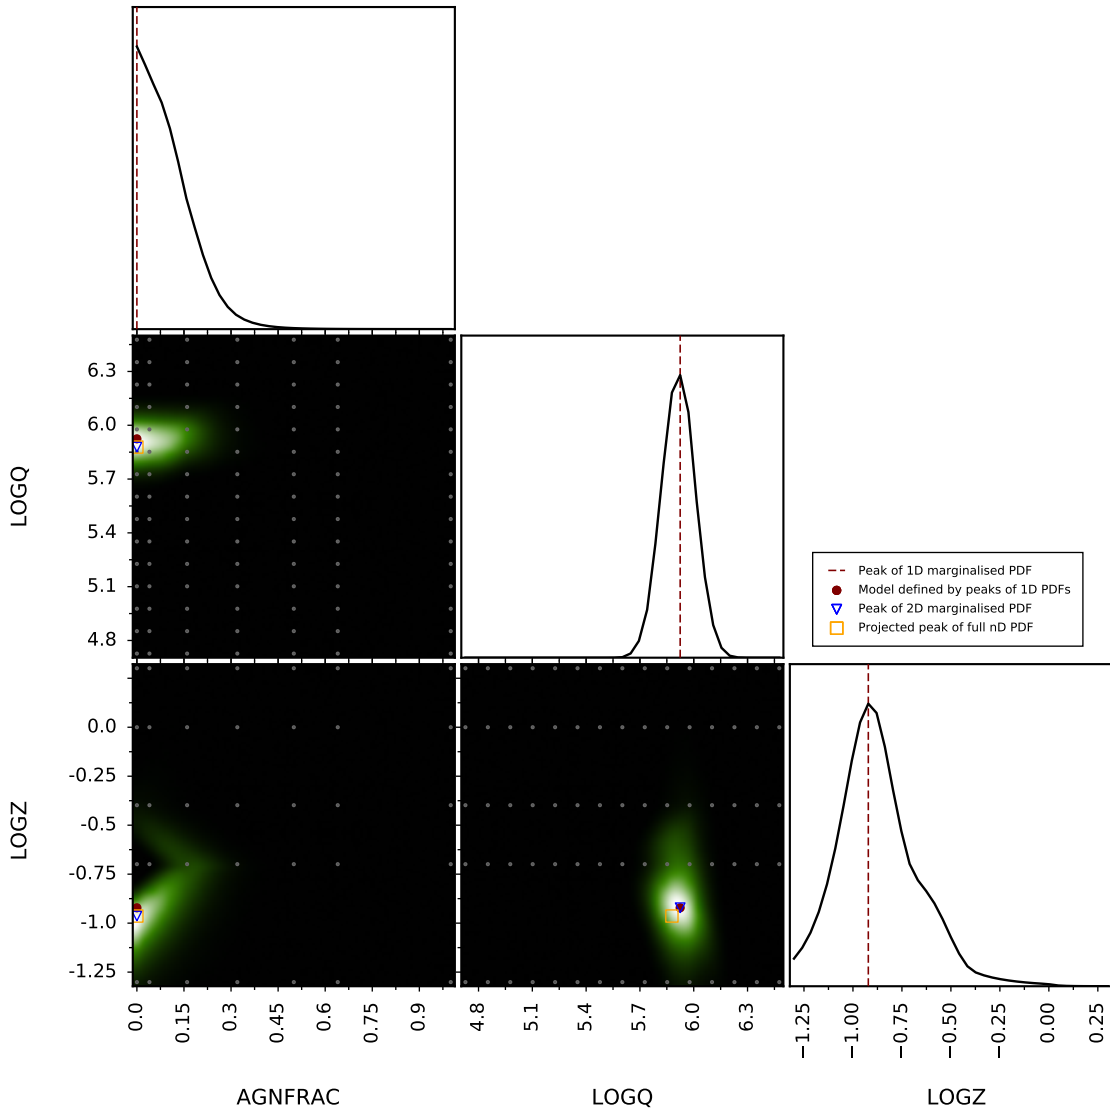 6.3
6.0
5.7
5.4
5.1
4.8
LOGQ
Peak of 1D marginalised PDF
Model defined by peaks of 1D PDFs
Peak of 2D marginalised PDF
Projected peak of full nD PDF
0.0
-0.25
-0.5
-0.75
-1.0
-1.25
LOGZ
0.0 0.15 0.3 0.45 0.6 0.75 0.9
4.8 5.1 5.4 5.7 6.0 6.3
−1.25 −1.00 −0.75 −0.50 −0.25 0.00 0.25
AGNFRAC LOGQ LOGZ